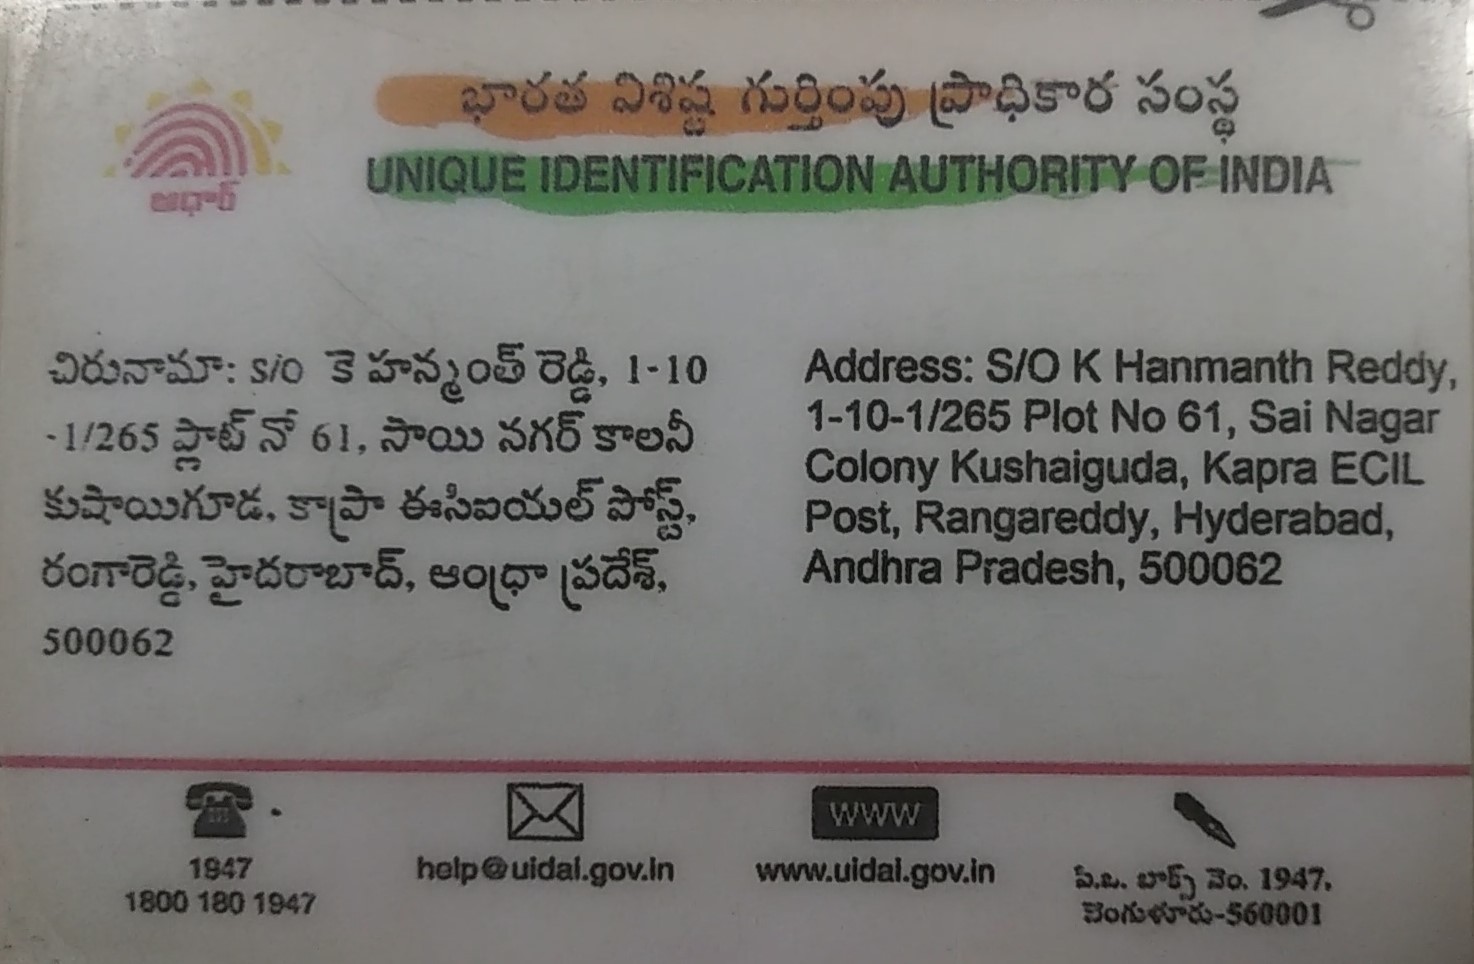 ఆధార్
భారత విశిష్ట గుర్తింపు ప్రాధికార సంస్థ
UNIQUE IDENTIFICATION AUTHORITY OF INDIA
చిరునామా: S/O కె హన్మంత్ రెడ్డి, 1-10
-1/265 ప్లాట్ నో 61, సాయి నగర్ కాలనీ
కుషాయిగూడ, కాప్రా ఈసిఐయల్ పోస్ట్,
రంగారెడ్డి, హైదరాబాద్, ఆంధ్రా ప్రదేశ్,
500062
Address: S/O K Hanmanth Reddy,
1-10-1/265 Plot No 61, Sai Nagar
Colony Kushaiguda, Kapra ECIL
Post, Rangareddy, Hyderabad,
Andhra Pradesh, 500062
1947
1800 180 1947
help@uidai.gov.in
WWW
www.uidai.gov.in
పి.ఒ. బాక్స్ నెం. 1947,
బెంగుళూరు-560001